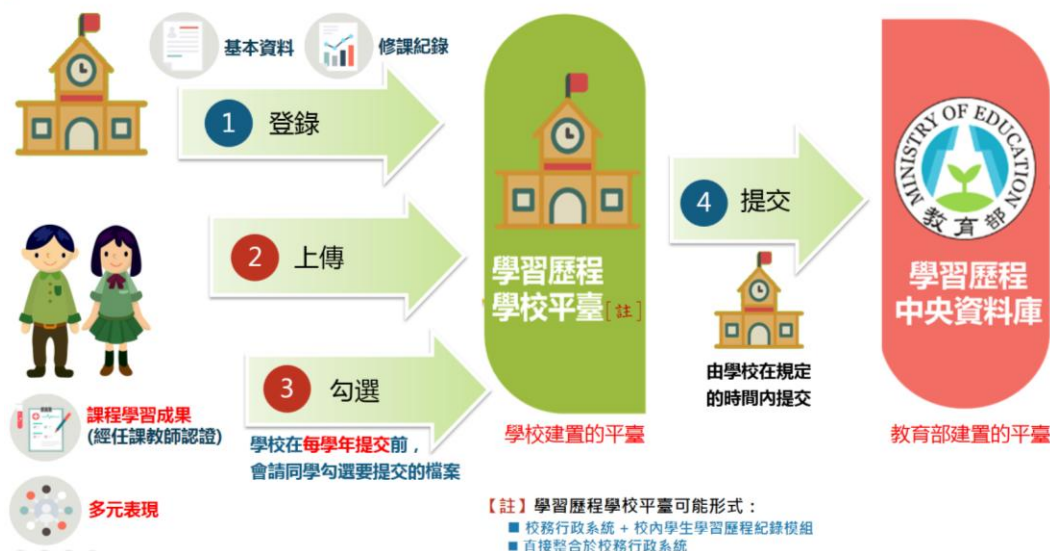 基本資料
修課紀錄
1 登錄
2 上傳
3 勾選
學校在每學年提交前，
會請同學勾選要提交的檔案
課程學習成果
(經任課教師認證)
多元表現
學習歷程
學校平臺[註]
學校建置的平臺
4 提交
由學校在規定
的時間內提交
MINISTRY OF EDUCATION
教育部
學習歷程
中央資料庫
教育部建置的平臺
【註】學習歷程學校平臺可能形式：
■ 校務行政系統 + 校內學生學習歷程紀錄模組
■ 直接整合於校務行政系統